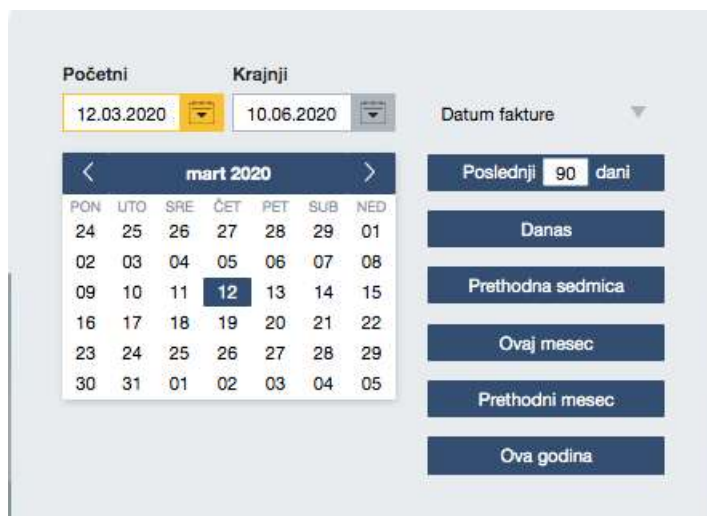 Početni Krajnji
12.03.2020 10.06.2020 Datum fakture
mart 2020
PON UTO SRE ČET PET SUB NED
24 25 26 27 28 29 01
02 03 04 05 06 07 08
09 10 11 12 13 14 15
16 17 18 19 20 21 22
23 24 25 26 27 28 29
30 31 01 02 03 04 05
Poslednji 90 dani
Danas
Prethodna sedmica
Ovaj mesec
Prethodni mesec
Ova godina